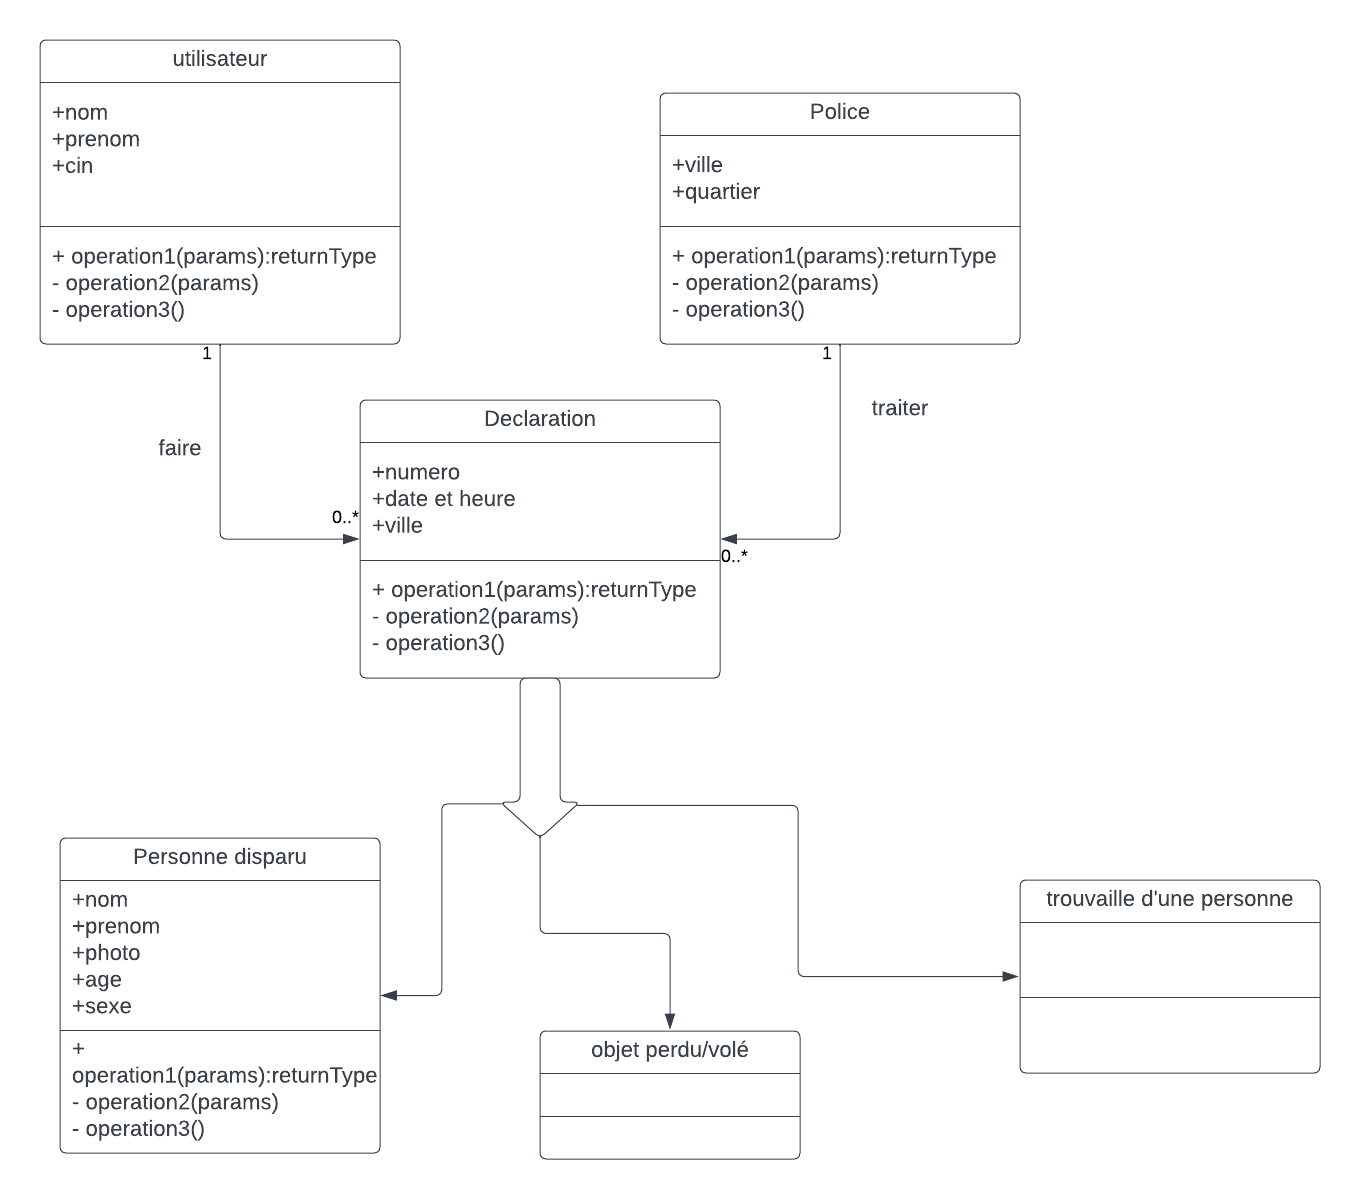 utilisateur
+nom
+prenom
+cin
+ operation1(params):returnType
- operation2(params)
- operation3()
1
faire
0..*
Police
+ville
+quartier
+ operation1(params):returnType
- operation2(params)
- operation3()
1
traiter
0..*
Declaration
+numero
+date et heure
+ville
+ operation1(params):returnType
- operation2(params)
- operation3()
Personne disparu
+nom
+prenom
+photo
+age
+sexe
+
operation1(params):returnType
- operation2(params)
- operation3()
objet perdu/volé
trouvaille d'une personne